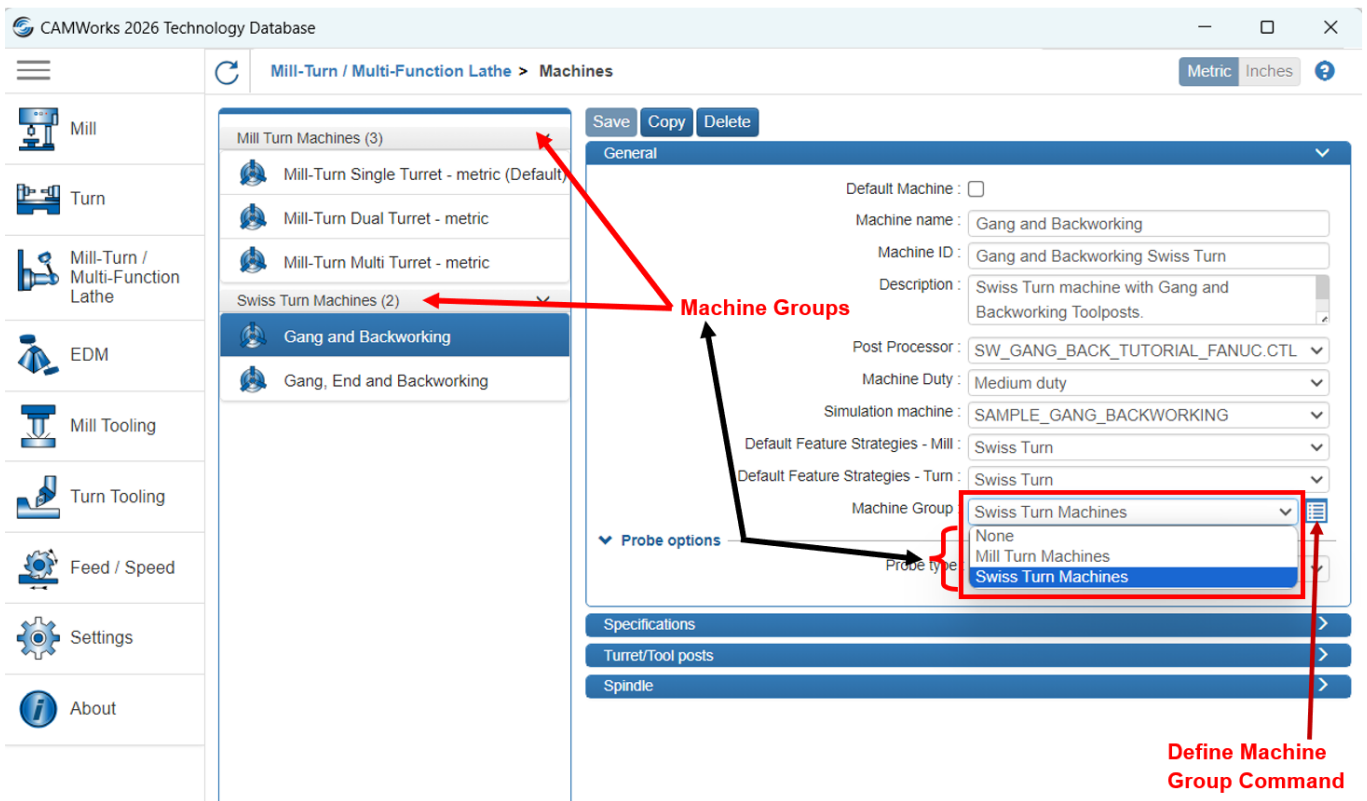 CAMWorks 2026 Technology Database
Mill-Turn / Multi-Function Lathe > Machines
Metric Inches ?
Mill
Turn
Mill-Turn /
Multi-Function
Lathe
EDM
Mill Tooling
Turn Tooling
Feed / Speed
Settings
About
Mill Turn Machines (3)
Mill-Turn Single Turret - metric (Default)
Mill-Turn Dual Turret - metric
Mill-Turn Multi Turret - metric
Swiss Turn Machines (2)
Gang and Backworking
Gang, End and Backworking
Machine Groups
Save Copy Delete
General
Default Machine :
Machine name : Gang and Backworking
Machine ID : Gang and Backworking Swiss Turn
Description : Swiss Turn machine with Gang and
Backworking Toolposts.
Post Processor : SW_GANG_BACK_TUTORIAL_FANUC.CTL
Machine Duty : Medium duty
Simulation machine : SAMPLE_GANG_BACKWORKING
Default Feature Strategies - Mill : Swiss Turn
Default Feature Strategies - Turn : Swiss Turn
Machine Group : Swiss Turn Machines
None
Mill Turn Machines
Swiss Turn Machines
Probe options
Probe type
Specifications
Turret/Tool posts
Spindle
Define Machine
Group Command